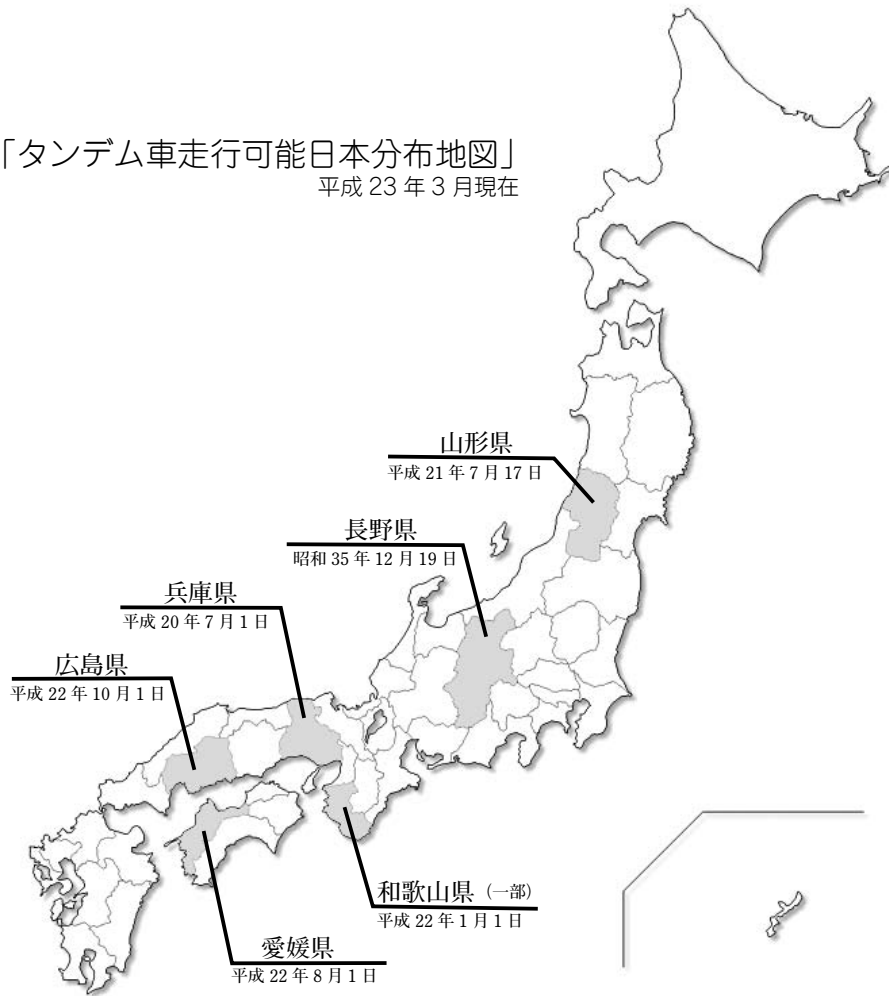 「タンデム車走行可能日本分布地図」
平成 23 年 3 月現在
山形県
平成 21 年 7 月 17 日
長野県
昭和 35 年 12 月 19 日
兵庫県
平成 20 年 7 月 1 日
広島県
平成 22 年 10 月 1 日
和歌山県（一部）
平成 22 年 1 月 1 日
愛媛県
平成 22 年 8 月 1 日